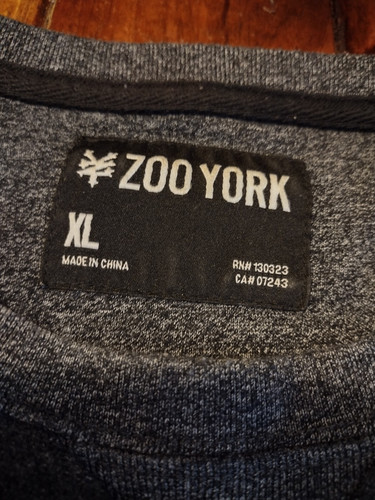 ZOO YORK
XL
MADE IN CHINA
RN# 130323
CA# 07243